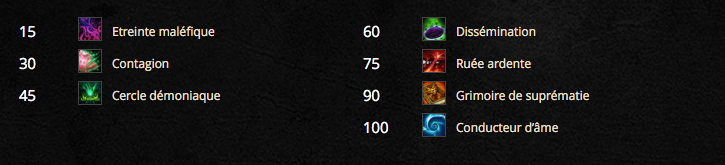 15 Etreinte maléfique
30 Contagion
45 Cercle démoniaque
60 Dissémination
75 Ruée ardente
90 Grimoire de suprématie
100 Conducteur d'âme